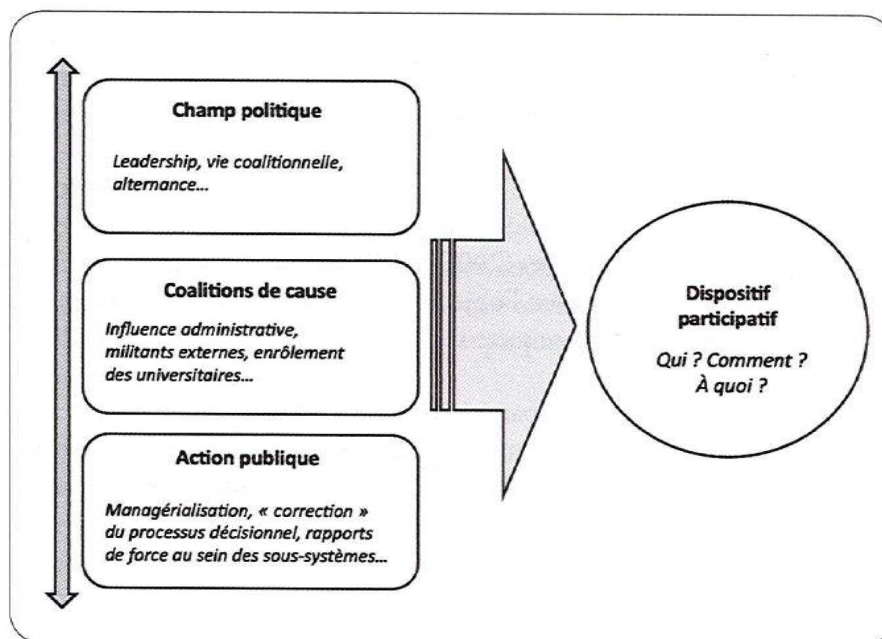 Champ politique
Leadership, vie coalitionnelle,
alternance...
Coalitions de cause
Influence administrative,
militants externes, enrôlement
des universitaires...
Action publique
Managérialisation, « correction »
du processus décisionnel, rapports
de force au sein des sous-systèmes...
Dispositif
participatif
Qui ? Comment ?
À quoi ?